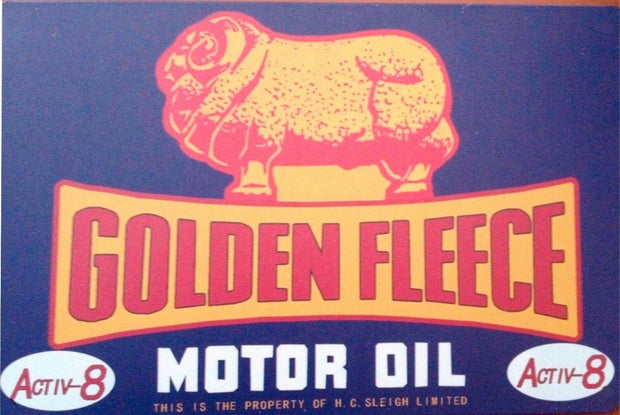 GOLDEN FLEECE
MOTOR OIL
ACTIV-8
ACTIV-8
THIS IS THE PROPERTY OF H.C. SLEIGH LIMITED